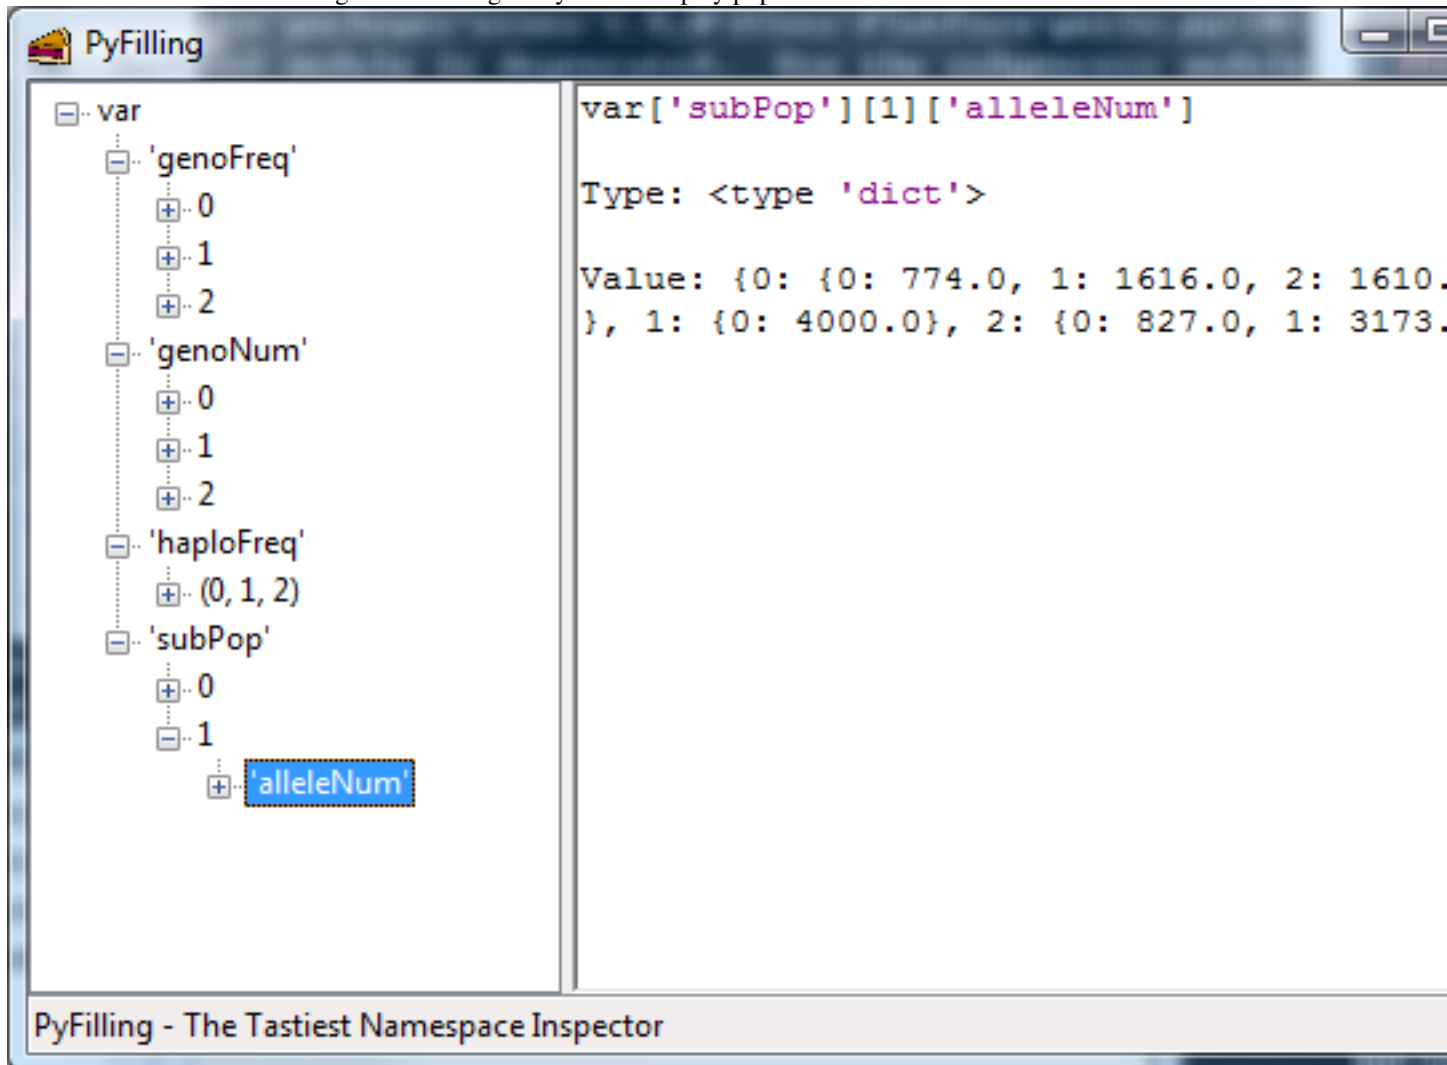 PyFilling
var
'genoFreq'
0
1
2
'genoNum'
0
1
2
'haploFreq'
(0, 1, 2)
'subPop'
0
1
'alleleNum'
var['subPop'][1]['alleleNum']
Type: <type 'dict'>
Value: {0: {0: 774.0, 1: 1616.0, 2: 1610.
}, 1: {0: 4000.0}, 2: {0: 827.0, 1: 3173.
PyFilling - The Tastiest Namespace Inspector